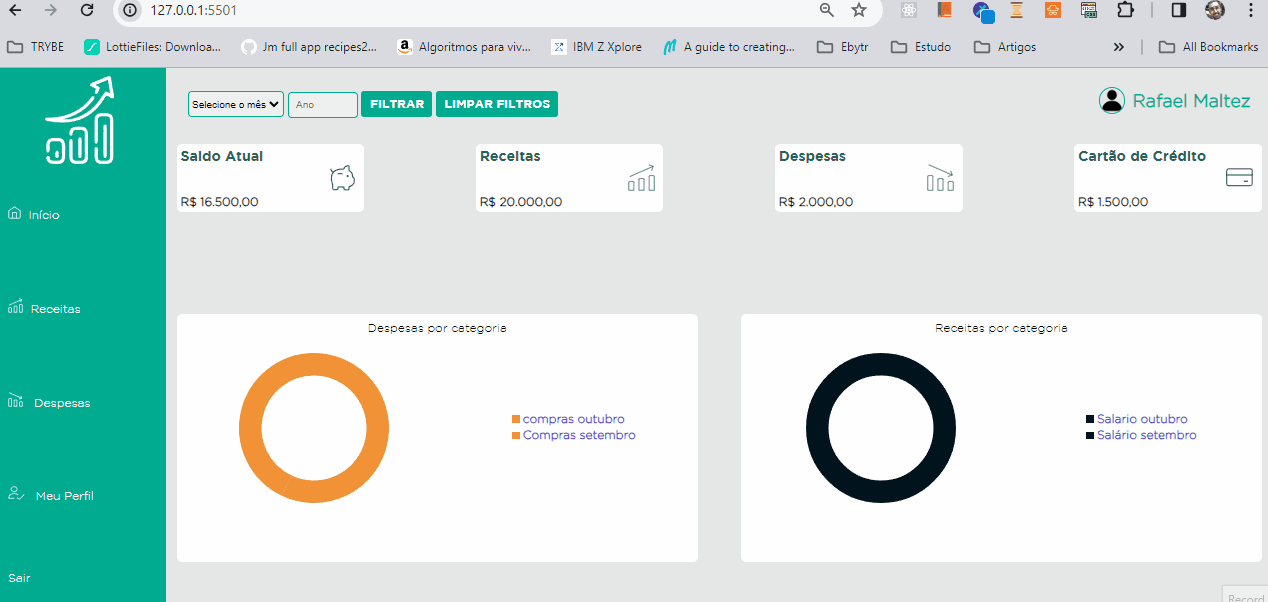 127.0.0.1:5501
TRYBE LottieFiles: Downloa... Jm full app recipes2... Algoritmos para viv... IBM Z Xplore A guide to creating... Ebytr Estudo Artigos » All Bookmarks
Selecione o mês Ano FILTRAR LIMPAR FILTROS Rafael Maltez
Saldo Atual
R$ 16.500,00
Receitas
R$ 20.000,00
Despesas
R$ 2.000,00
Cartão de Crédito
R$ 1.500,00
Início
Receitas
Despesas
Meu Perfil
Sair
Despesas por categoria
compras outubro
Compras setembro
Receitas por categoria
Salario outubro
Salário setembro
Record